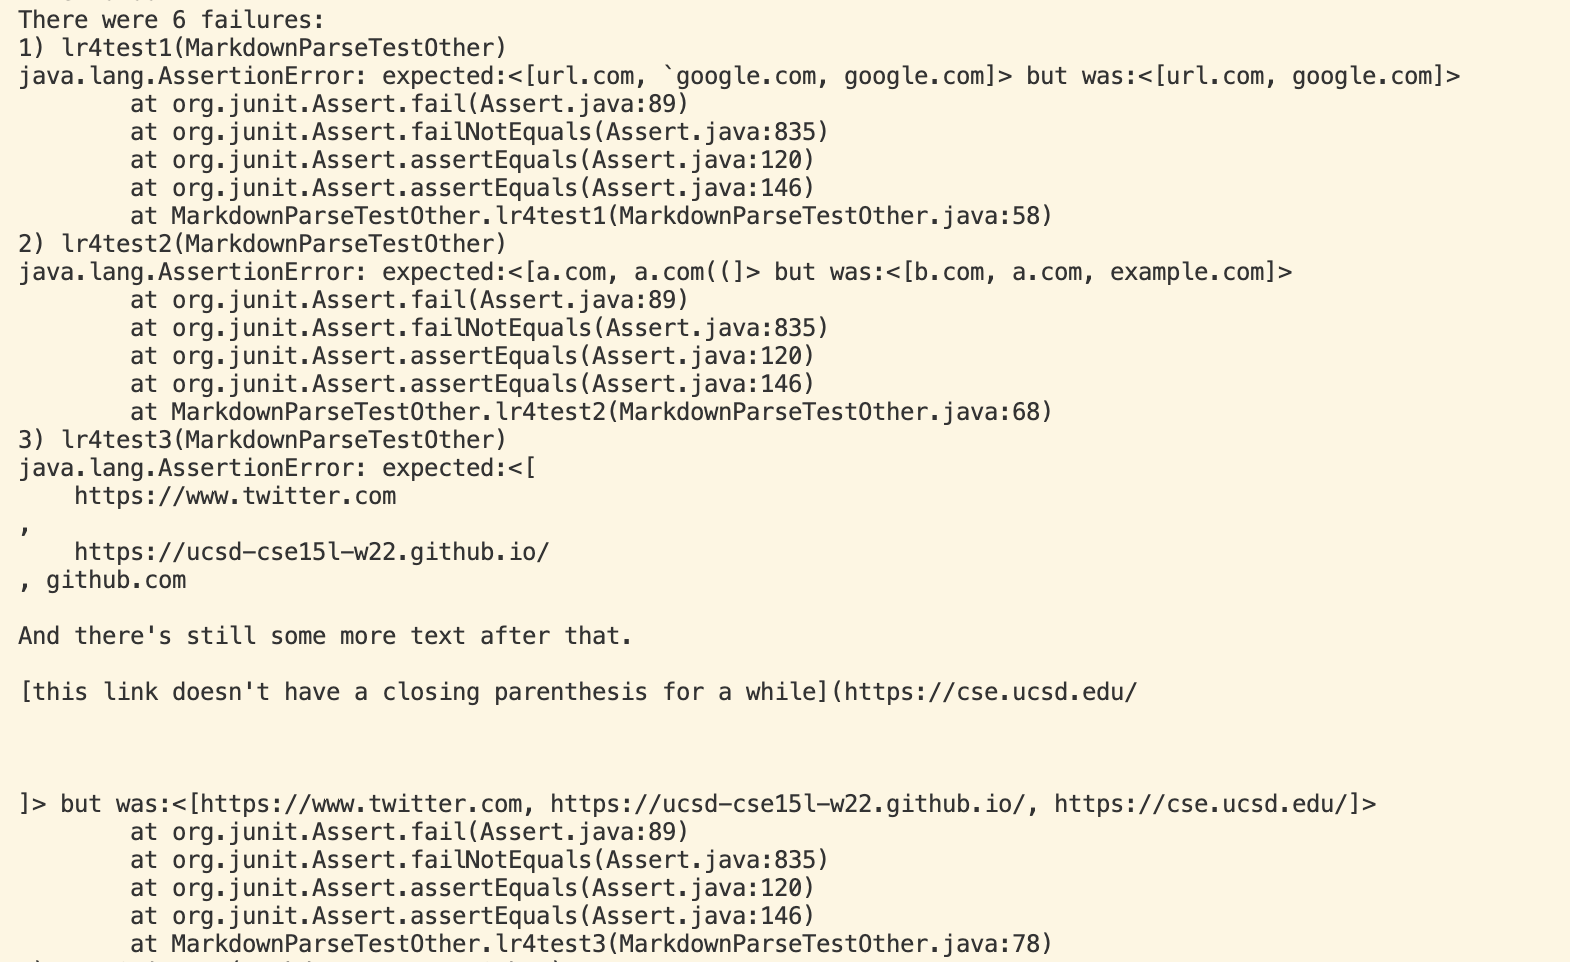 There were 6 failures:
1) lr4test1(MarkdownParseTestOther)
java.lang.AssertionError: expected:<[url.com, `google.com, google.com]> but was:<[url.com, google.com]>
        at org.junit.Assert.fail(Assert.java:89)
        at org.junit.Assert.failNotEquals(Assert.java:835)
        at org.junit.Assert.assertEquals(Assert.java:120)
        at org.junit.Assert.assertEquals(Assert.java:146)
        at MarkdownParseTestOther.lr4test1(MarkdownParseTestOther.java:58)
2) lr4test2(MarkdownParseTestOther)
java.lang.AssertionError: expected:<[a.com, a.com((]> but was:<[b.com, a.com, example.com]>
        at org.junit.Assert.fail(Assert.java:89)
        at org.junit.Assert.failNotEquals(Assert.java:835)
        at org.junit.Assert.assertEquals(Assert.java:120)
        at org.junit.Assert.assertEquals(Assert.java:146)
        at MarkdownParseTestOther.lr4test2(MarkdownParseTestOther.java:68)
3) lr4test3(MarkdownParseTestOther)
java.lang.AssertionError: expected:<[
    https://www.twitter.com
,
    https://ucsd-cse15l-w22.github.io/
, github.com

And there's still some more text after that.

[this link doesn't have a closing parenthesis for a while](https://cse.ucsd.edu/



]> but was:<[https://www.twitter.com, https://ucsd-cse15l-w22.github.io/, https://cse.ucsd.edu/]>
        at org.junit.Assert.fail(Assert.java:89)
        at org.junit.Assert.failNotEquals(Assert.java:835)
        at org.junit.Assert.assertEquals(Assert.java:120)
        at org.junit.Assert.assertEquals(Assert.java:146)
        at MarkdownParseTestOther.lr4test3(MarkdownParseTestOther.java:78)